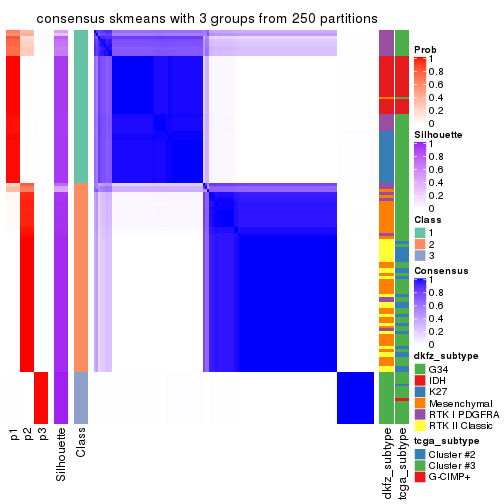 consensus skmeans with 3 groups from 250 partitions
Prob
1
0.8
0.6
0.4
0.2
0
Silhouette
1
0.8
0.6
0.4
0.2
0
Class
1
2
3
Consensus
1
0.8
0.6
0.4
0.2
0
dkfz_subtype
G34
IDH
K27
Mesenchymal
RTK I PDGFRA
RTK II Classic
tcga_subtype
Cluster #2
Cluster #3
G-CIMP+
p1
p2
p3
Silhouette
Class
dkfz_subtype
tcga_subtype